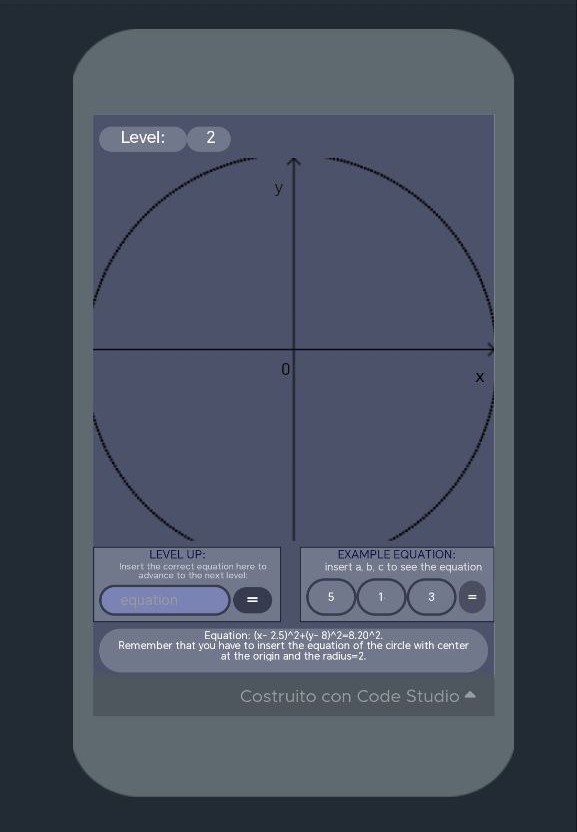 Level: 2
y
0
x
LEVEL UP:
Insert the correct equation here to
advance to the next level:
equation =
EXAMPLE EQUATION:
insert a, b, c to see the equation
5 1 3 =
Equation: (x- 2.5)^2+(y- 8)^2=8.20^2.
Remember that you have to insert the equation of the circle with center
at the origin and the radius=2.
Costruito con Code Studio